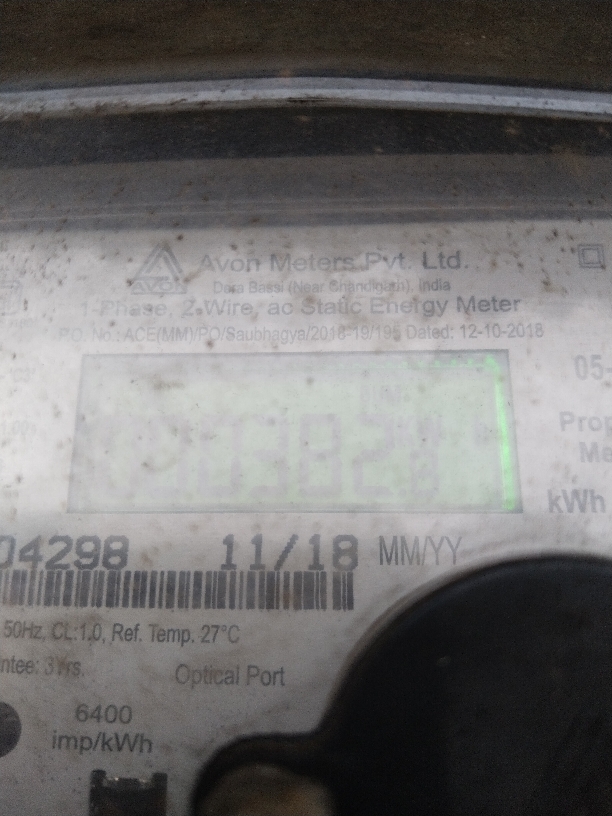 AVON
Avon Meters Pvt. Ltd.
Dera Bassi (Near Chandigarh), India
1-Phase, 2-Wire, ac Static Energy Meter
P.O. No.: ACE(MM)/PO/Saubhagya/2018-19/195 Dated: 12-10-2018
05-
Prop
Me
kWh
04298 11/18 MM/YY
50Hz, CL:1.0, Ref. Temp. 27°C
ntee: 3Yrs.
Optical Port
6400
imp/kWh